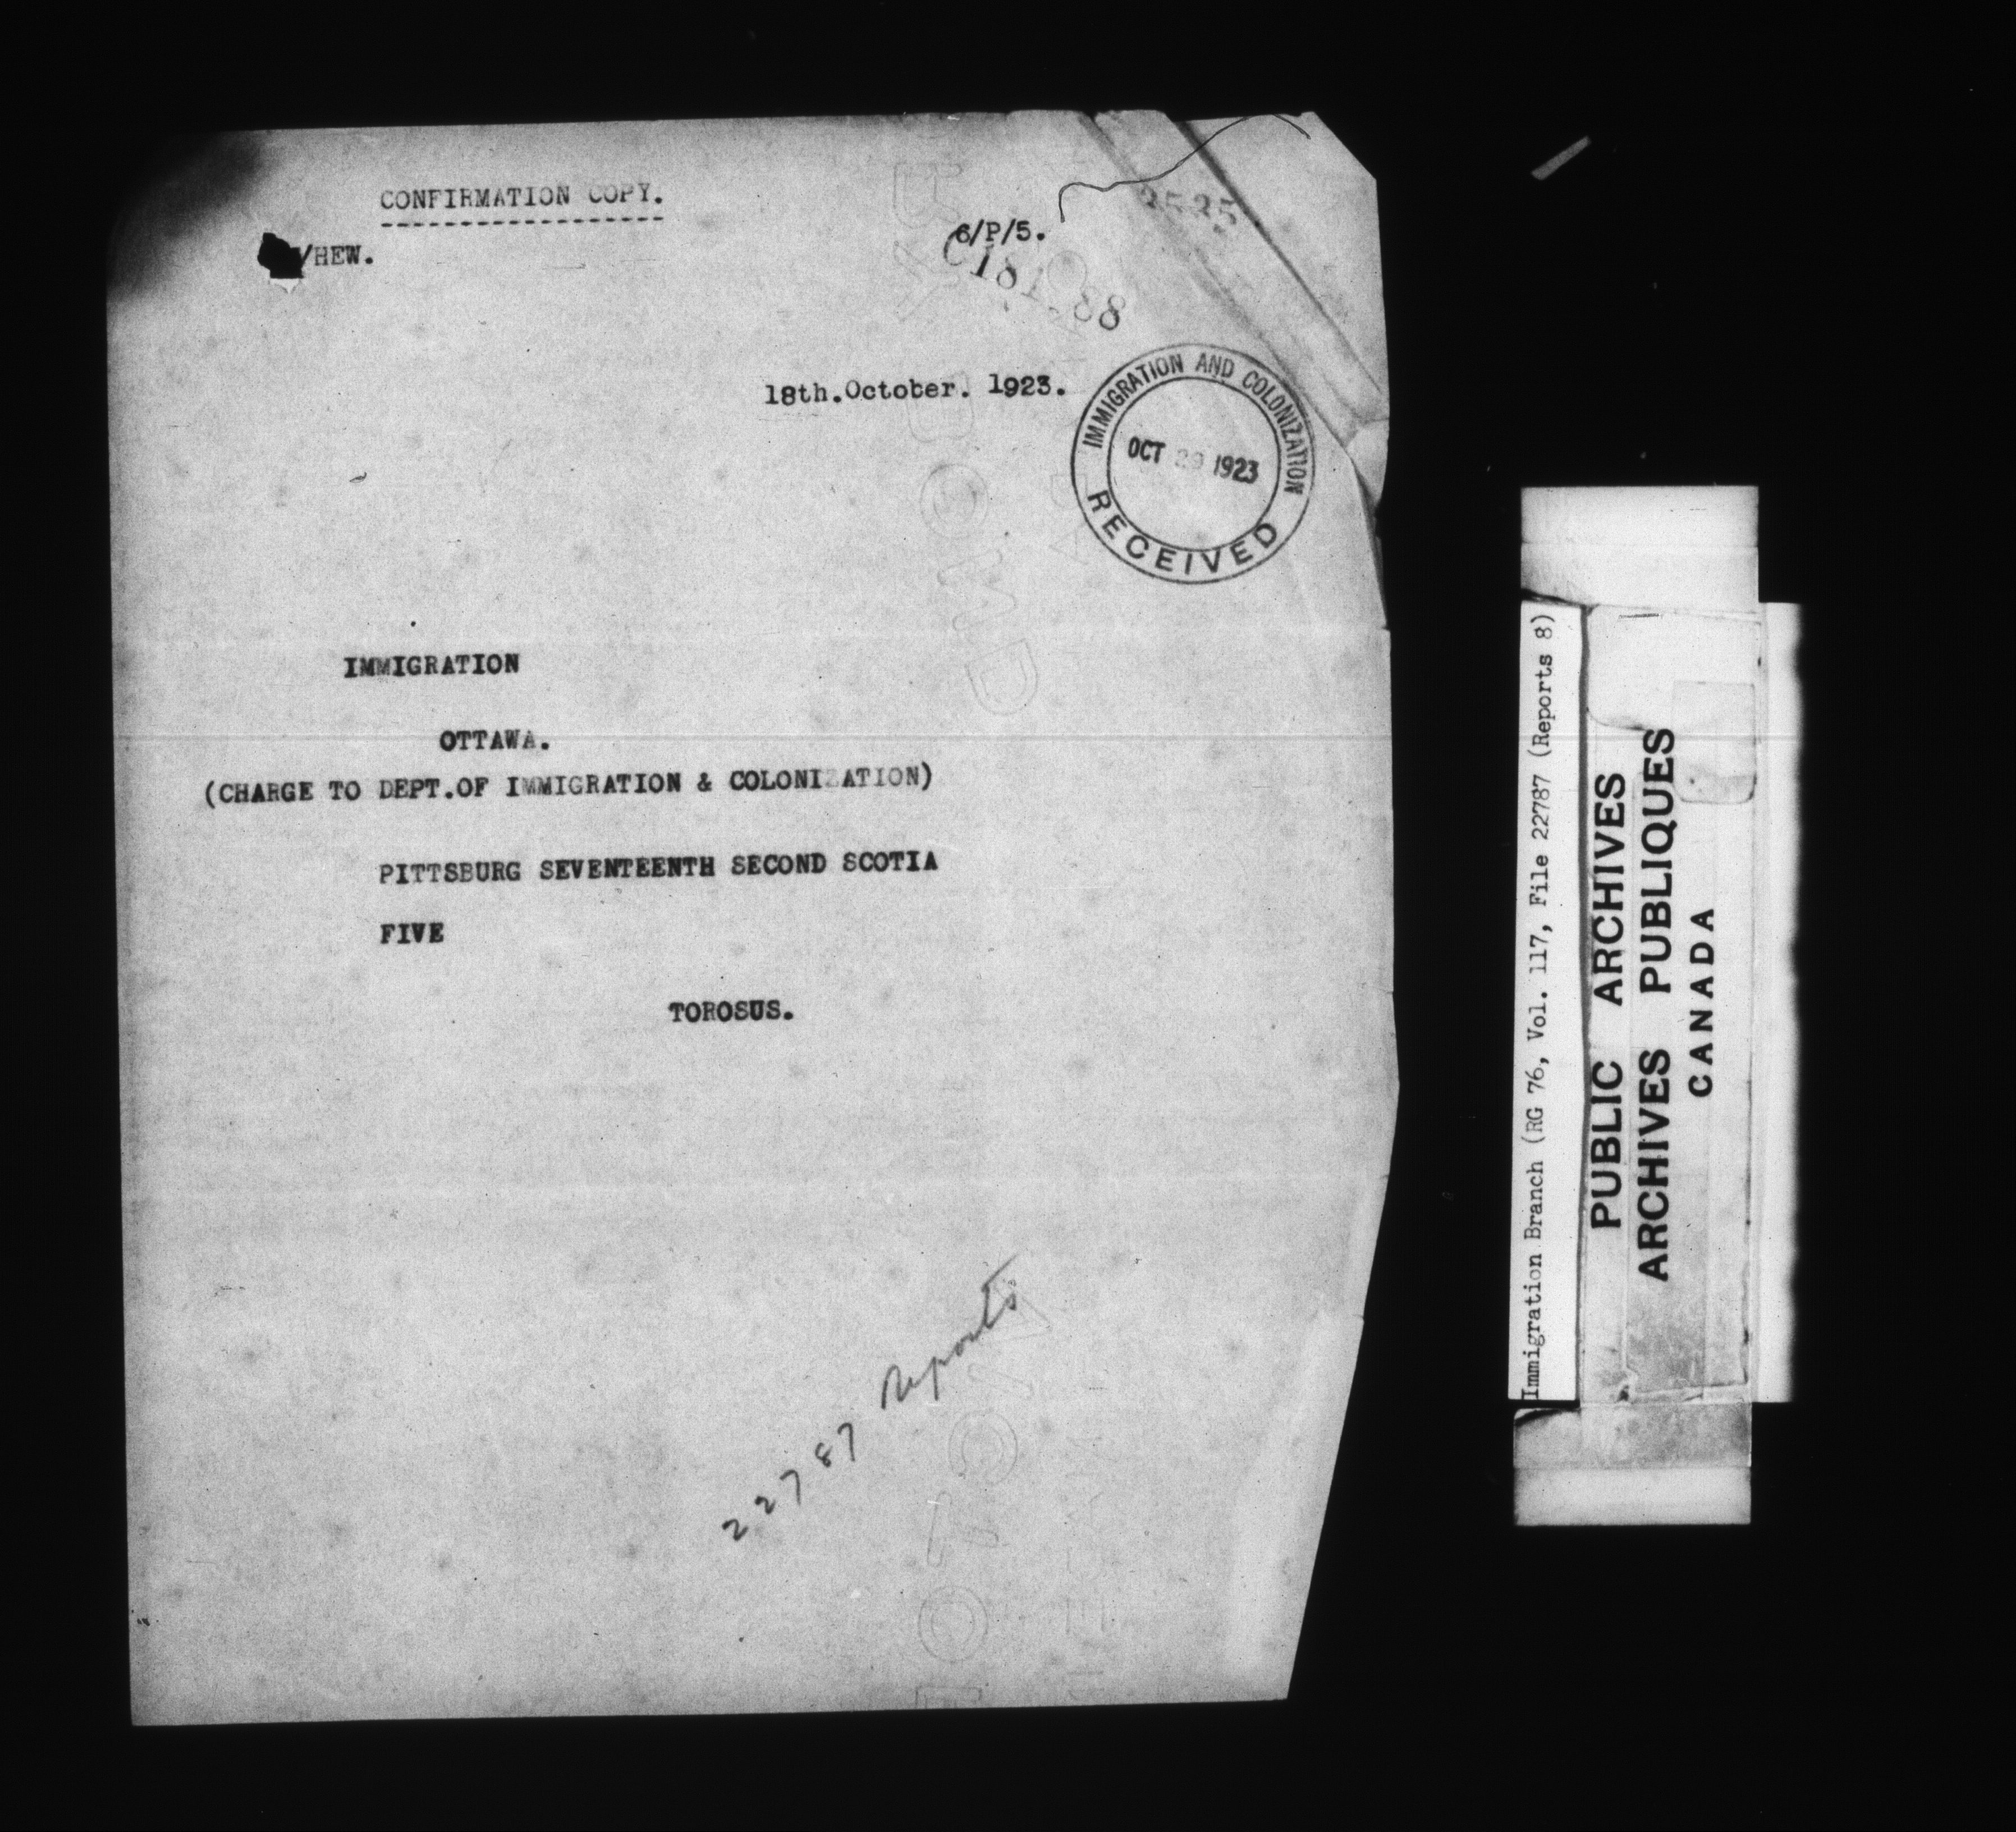 CONFIRMATION COPY.
/HEW.
6/P/5.
18th.October. 1923.
IMMIGRATION AND COLONIZATION
OCT 29 1923
RECEIVED
IMMIGRATION
OTTAWA.
(CHARGE TO DEPT.OF IMMIGRATION & COLONIZATION)
PITTSBURG SEVENTEENTH SECOND SCOTIA
FIVE
TOROSUS.
22787 Reports
Immigration Branch (RG 76, Vol. 117, File 22787 (Reports 8)
PUBLIC ARCHIVES
ARCHIVES PUBLIQUES
CANADA